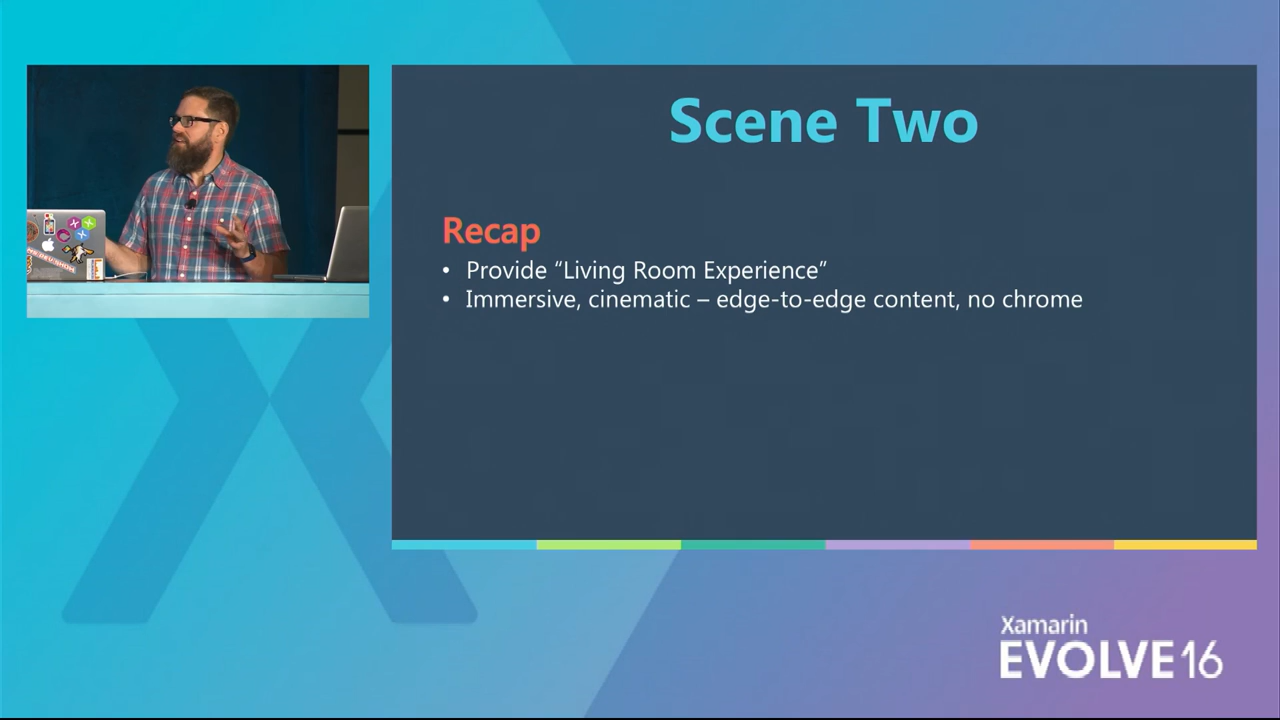 Scene Two
Recap
• Provide “Living Room Experience”
• Immersive, cinematic – edge-to-edge content, no chrome
Xamarin
EVOLVE16